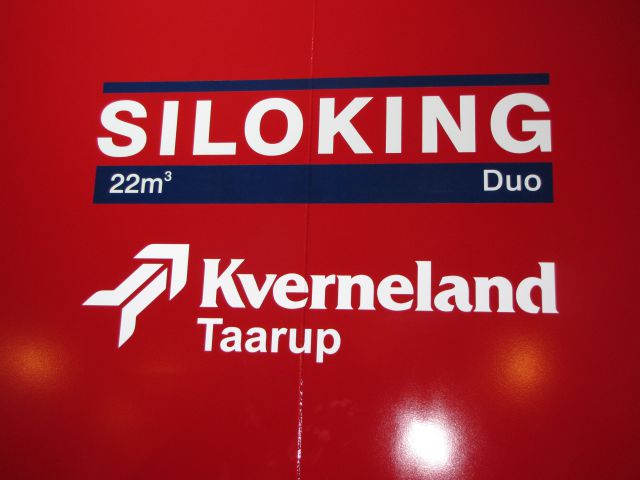 SILOKING
22m³ Duo
Kverneland
Taarup